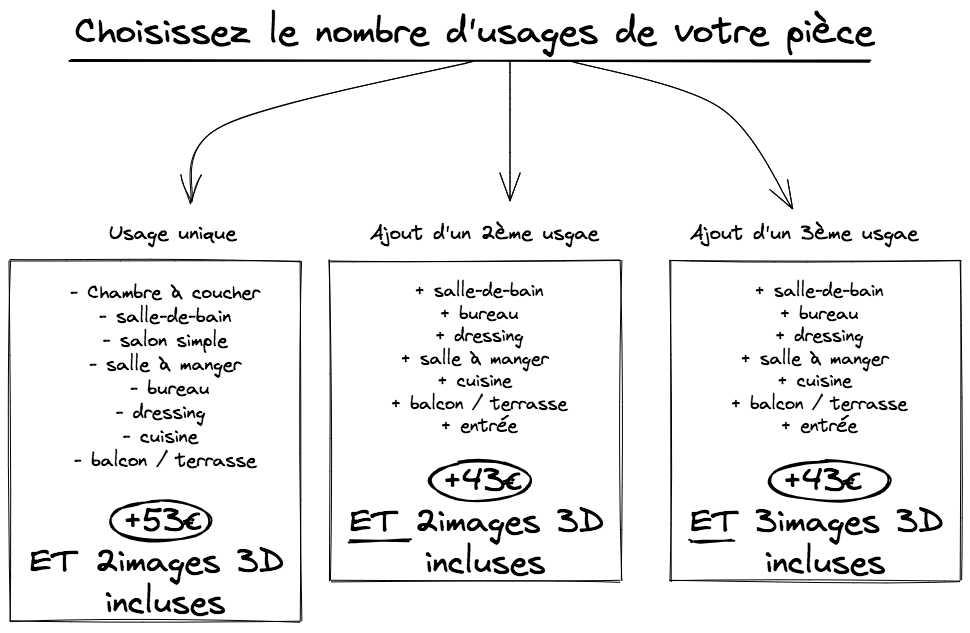 Choisissez le nombre d'usages de votre pièce
Usage unique
- Chambre à coucher
- salle-de-bain
- salon simple
- salle à manger
- bureau
- dressing
- cuisine
- balcon / terrasse
+53€
ET 2images 3D
incluses
Ajout d'un 2ème usgae
+ salle-de-bain
+ bureau
+ dressing
+ salle à manger
+ cuisine
+ balcon / terrasse
+ entrée
+43€
ET 2images 3D
incluses
Ajout d'un 3ème usgae
+ salle-de-bain
+ bureau
+ dressing
+ salle à manger
+ cuisine
+ balcon / terrasse
+ entrée
+43€
ET 3images 3D
incluses